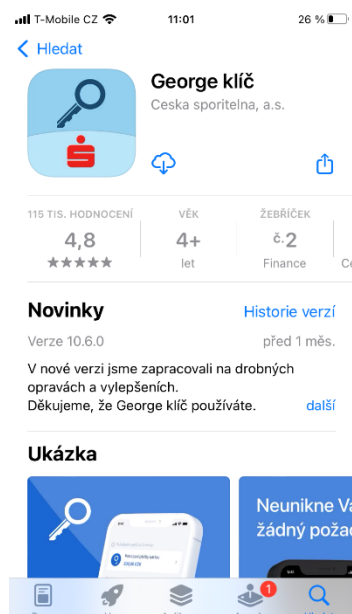 T-Mobile CZ 11:01 26 %
Hledat
George klíč
Ceska sporitelna, a.s.
115 TIS. HODNOCENÍ VĚK ŽEBŘÍČEK
4,8 4+ č.2
★★★★★ let Finance
Novinky Historie verzí
Verze 10.6.0 před 1 měs.
V nové verzi jsme zapracovali na drobných
opravách a vylepšeních.
Děkujeme, že George klíč používáte. další
Ukázka
Neunikne Va
žádný požad
1